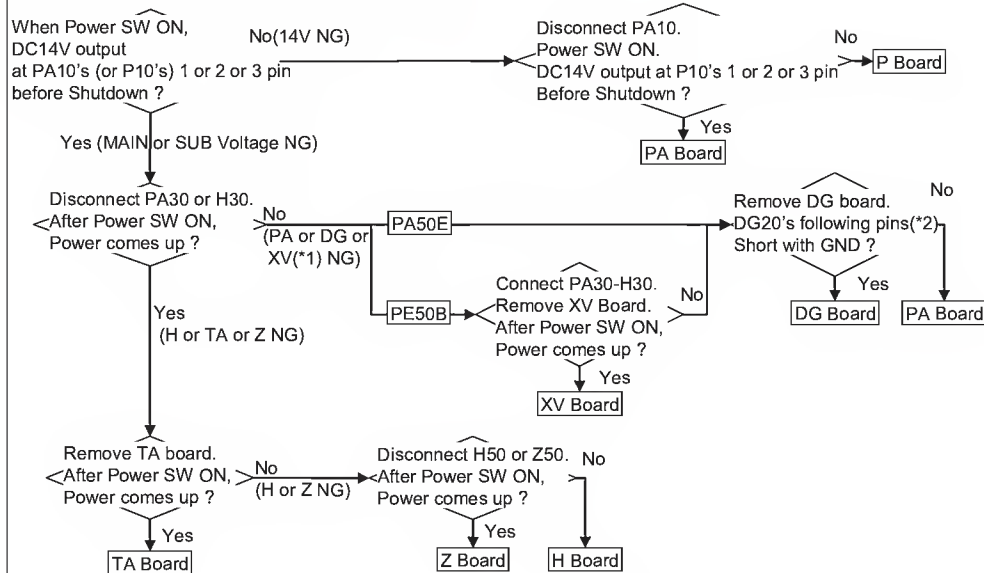 When Power SW ON,
DC14V output
at PA10's (or P10's) 1 or 2 or 3 pin
before Shutdown ?
No(14V NG)
Disconnect PA10.
Power SW ON.
DC14V output at P10's 1 or 2 or 3 pin
Before Shutdown ?
No
P Board
Yes
PA Board
Yes (MAIN or SUB Voltage NG)
Disconnect PA30 or H30.
After Power SW ON,
Power comes up ?
No
(PA or DG or
XV(*1) NG)
PA50E
Remove DG board.
DG20's following pins(*2)
Short with GND ?
No
Yes
DG Board
PA Board
PE50B
Connect PA30-H30.
Remove XV Board.
After Power SW ON,
Power comes up ?
No
Yes
XV Board
Yes
(H or TA or Z NG)
Remove TA board.
After Power SW ON,
Power comes up ?
No
(H or Z NG)
Disconnect H50 or Z50.
After Power SW ON,
Power comes up ?
No
Yes
TA Board
Yes
Z Board
H Board